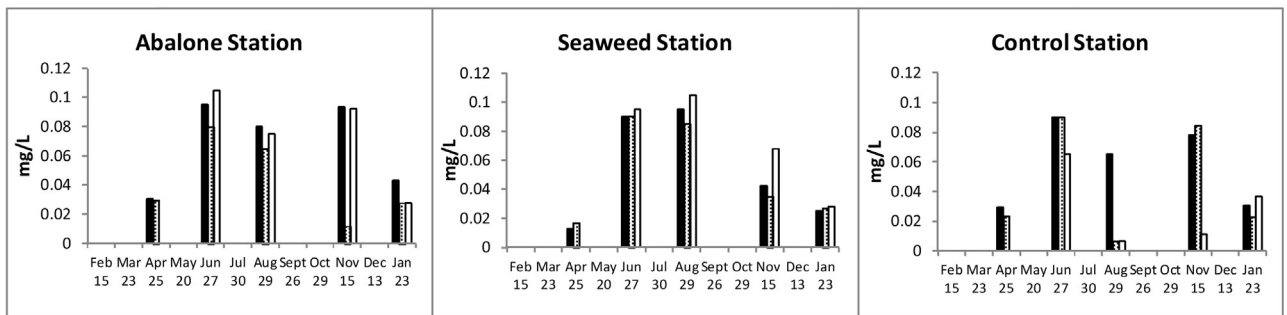 Abalone Station
0.12
0.1
0.08
0.06
0.04
0.02
0
mg/L
Feb Mar Apr May Jun Jul Aug Sept Oct Nov Dec Jan
15 23 25 20 27 30 29 26 29 15 13 23
Seaweed Station
0.12
0.1
0.08
0.06
0.04
0.02
0
mg/L
Feb Mar Apr May Jun Jul Aug Sept Oct Nov Dec Jan
15 23 25 20 27 30 29 26 29 15 13 23
Control Station
0.12
0.1
0.08
0.06
0.04
0.02
0
mg/L
Feb Mar Apr May Jun Jul Aug Sept Oct Nov Dec Jan
15 23 25 20 27 30 29 26 29 15 13 23